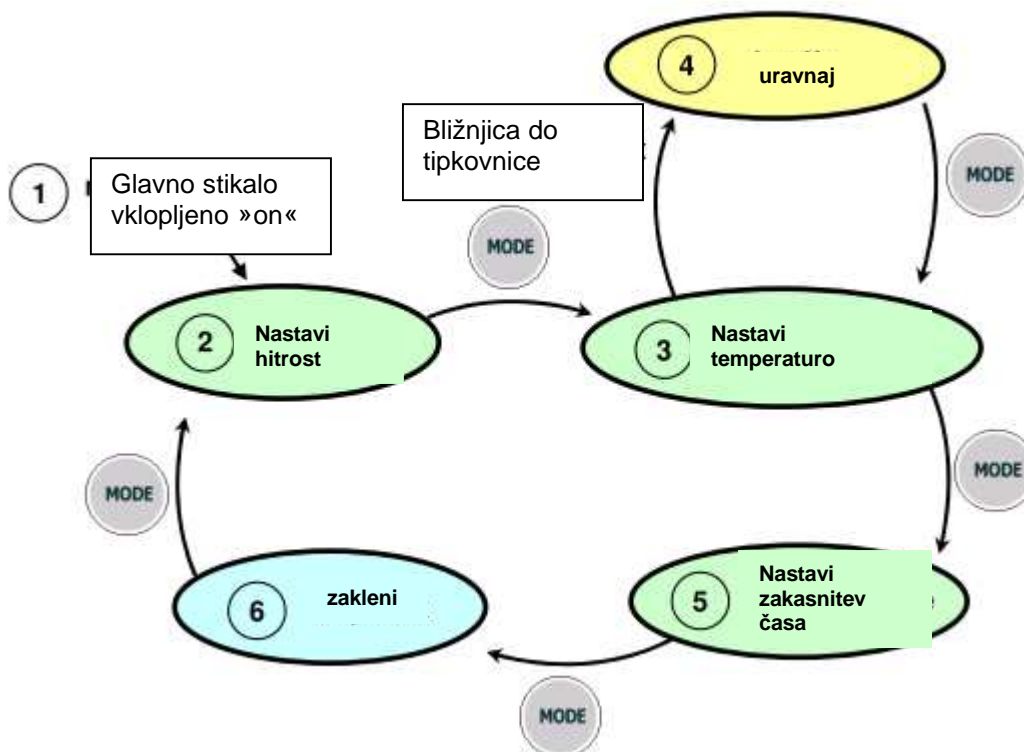 4
uravnaj
Bližnjica do
tipkovnice
MODE
1
Glavno stikalo
vklopljeno »on«
MODE
2
Nastavi
hitrost
3
Nastavi
temperaturo
MODE
MODE
6
zakleni
5
Nastavi
zakasnitev
časa
MODE